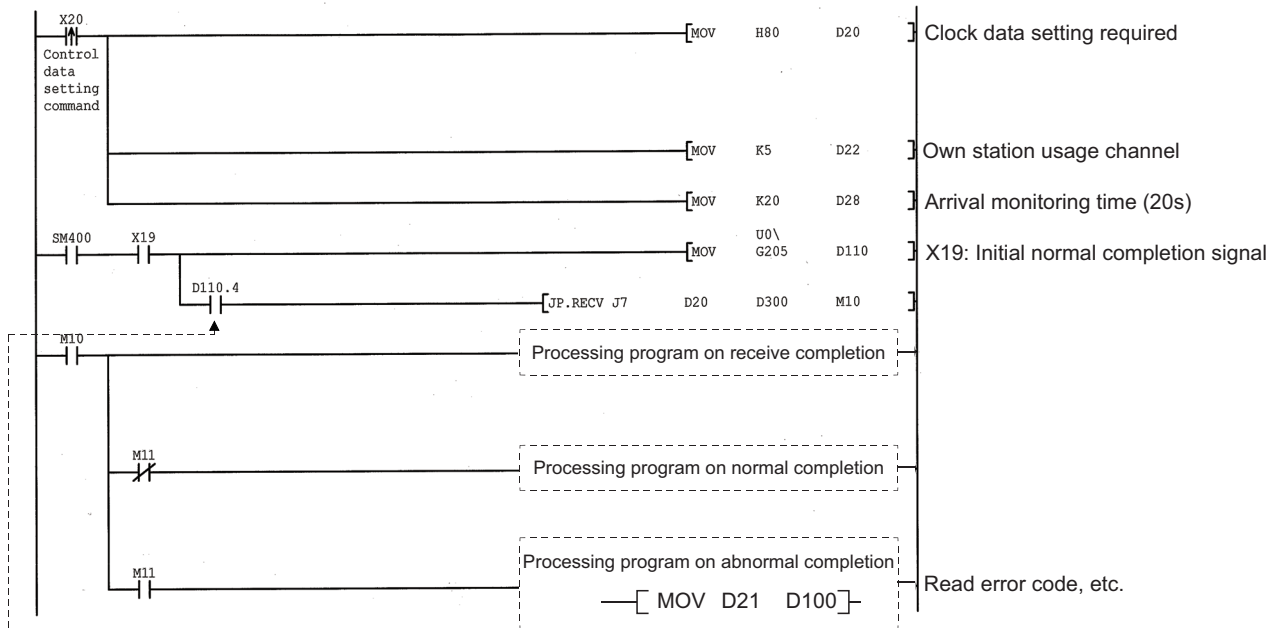 X20
Control
data
setting
command
MOV H80 D20 Clock data setting required
MOV K5 D22 Own station usage channel
MOV K20 D28 Arrival monitoring time (20s)
SM400 X19
U0\
MOV G205 D110 X19: Initial normal completion signal
D110.4
JP.RECV J7 D20 D300 M10
M10
Processing program on receive completion
M11
Processing program on normal completion
Processing program on abnormal completion
M11
Read error code, etc.
MOV D21 D100